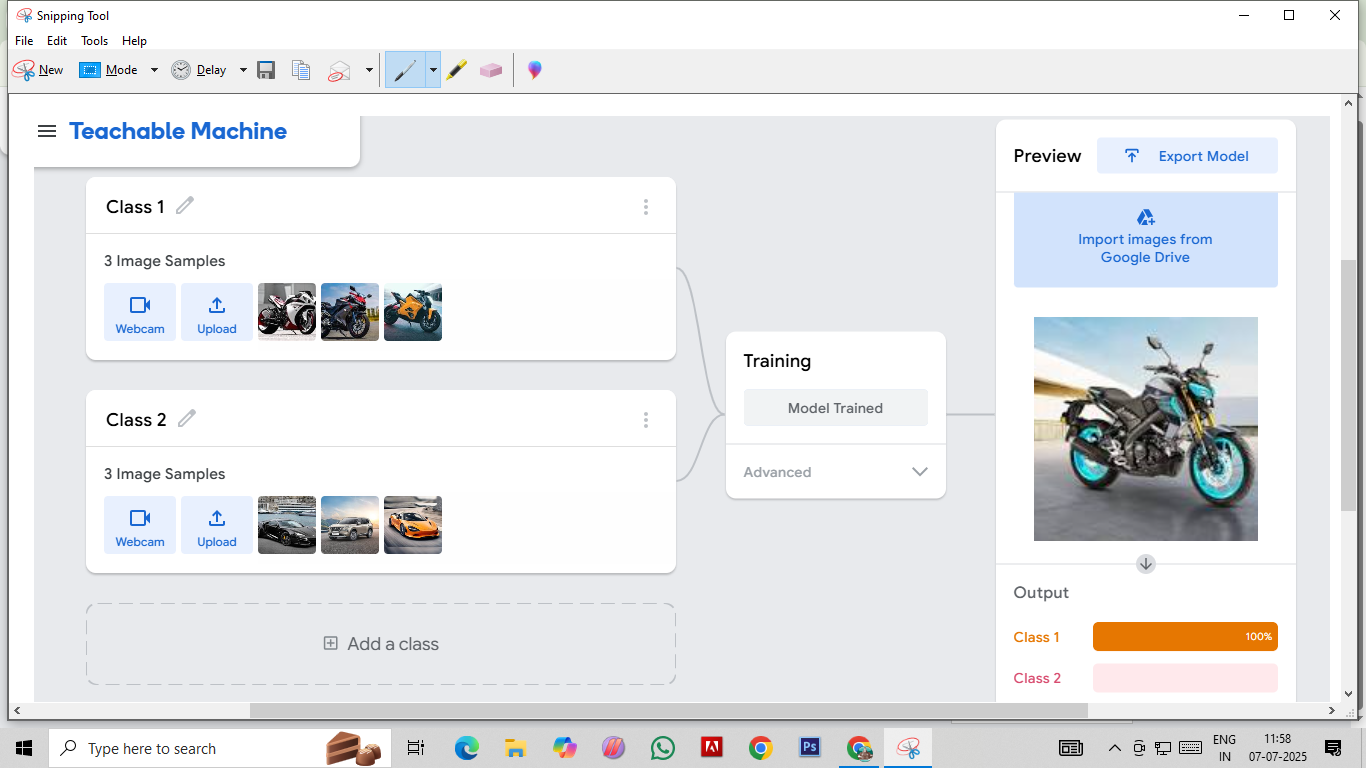 Snipping Tool
File Edit Tools Help
New Mode Delay
Teachable Machine
Preview
Export Model
Import images from
Google Drive
Class 1
3 Image Samples
Webcam
Upload
Class 2
3 Image Samples
Webcam
Upload
Add a class
Training
Model Trained
Advanced
Output
Class 1
100%
Class 2
Type here to search
Ps
ENG
IN
11:58
07-07-2025